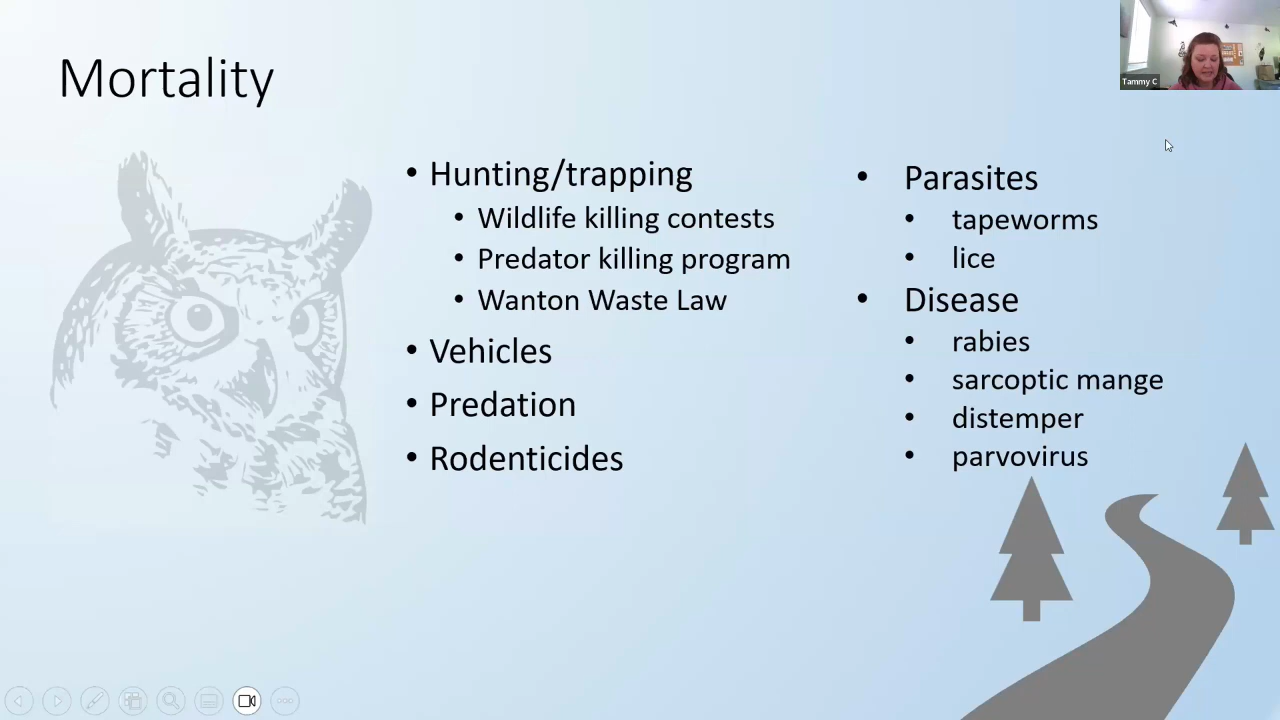 Mortality
Tammy C
Hunting/trapping
Wildlife killing contests
Predator killing program
Wanton Waste Law
Vehicles
Predation
Rodenticides
Parasites
tapeworms
lice
Disease
rabies
sarcoptic mange
distemper
parvovirus